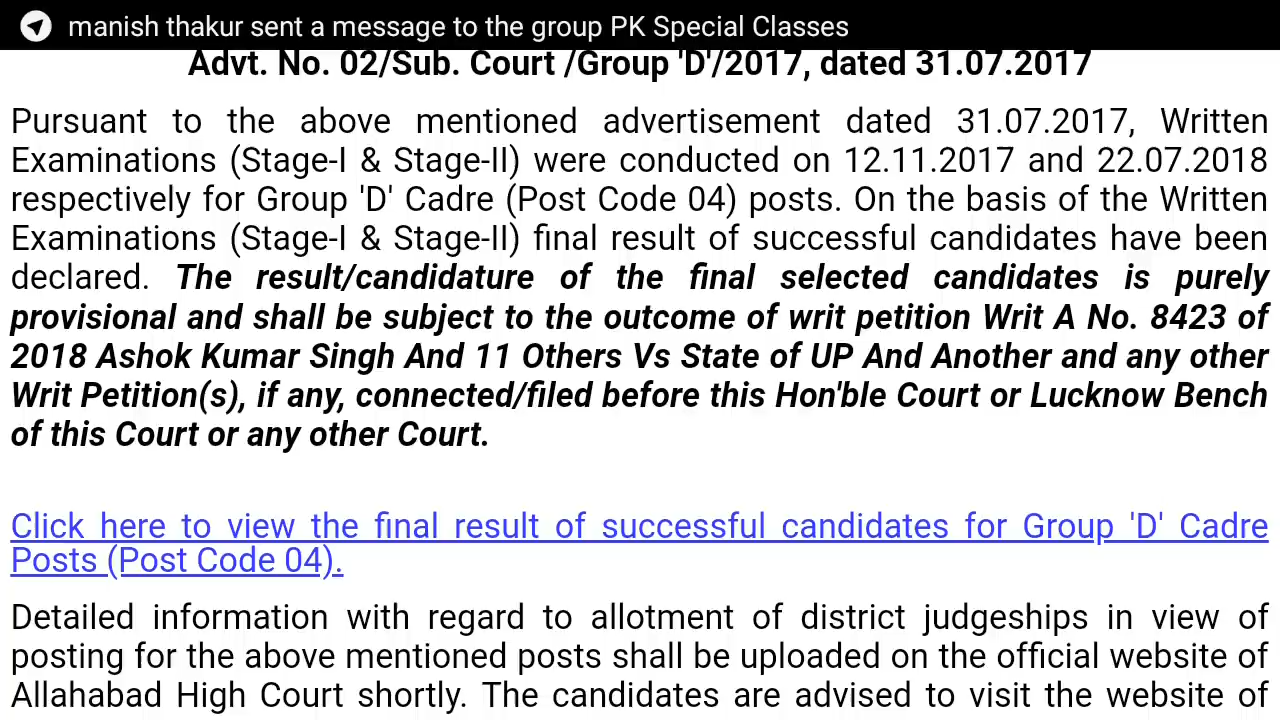 manish thakur sent a message to the group PK Special Classes
Advt. No. 02/Sub. Court /Group 'D'/2017, dated 31.07.2017
Pursuant to the above mentioned advertisement dated 31.07.2017, Written
Examinations (Stage-I & Stage-II) were conducted on 12.11.2017 and 22.07.2018
respectively for Group 'D' Cadre (Post Code 04) posts. On the basis of the Written
Examinations (Stage-I & Stage-II) final result of successful candidates have been
declared. The result/candidature of the final selected candidates is purely
provisional and shall be subject to the outcome of writ petition Writ A No. 8423 of
2018 Ashok Kumar Singh And 11 Others Vs State of UP And Another and any other
Writ Petition(s), if any, connected/filed before this Hon'ble Court or Lucknow Bench
of this Court or any other Court.
Click here to view the final result of successful candidates for Group 'D' Cadre
Posts (Post Code 04).
Detailed information with regard to allotment of district judgeships in view of
posting for the above mentioned posts shall be uploaded on the official website of
Allahabad High Court shortly. The candidates are advised to visit the website of